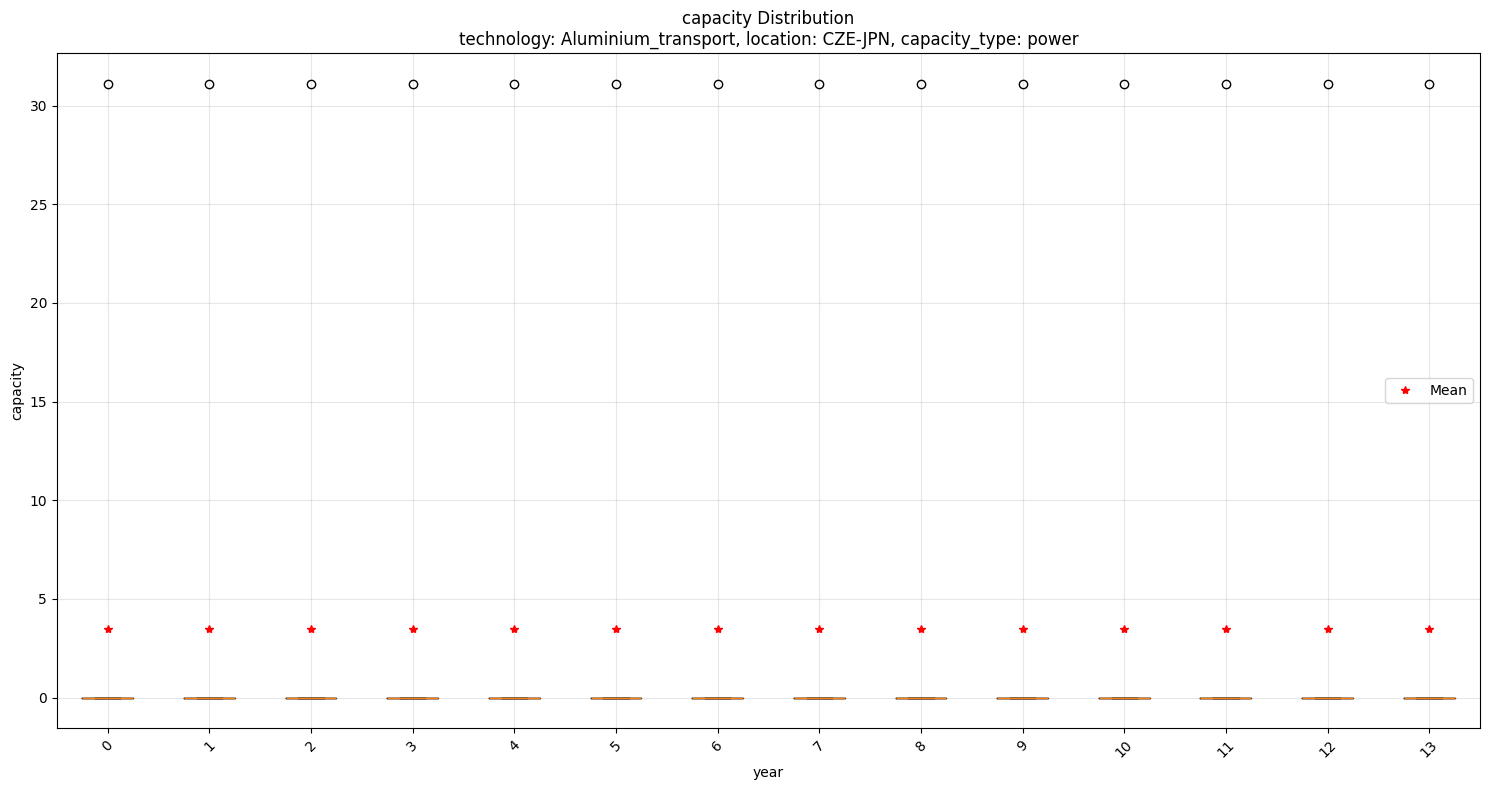 capacity Distribution
technology: Aluminium_transport, location: CZE-JPN, capacity_type: power
30
25
20
15
10
5
0
capacity
Mean
0 1 2 3 4 5 6 7 8 9 10 11 12 13
year